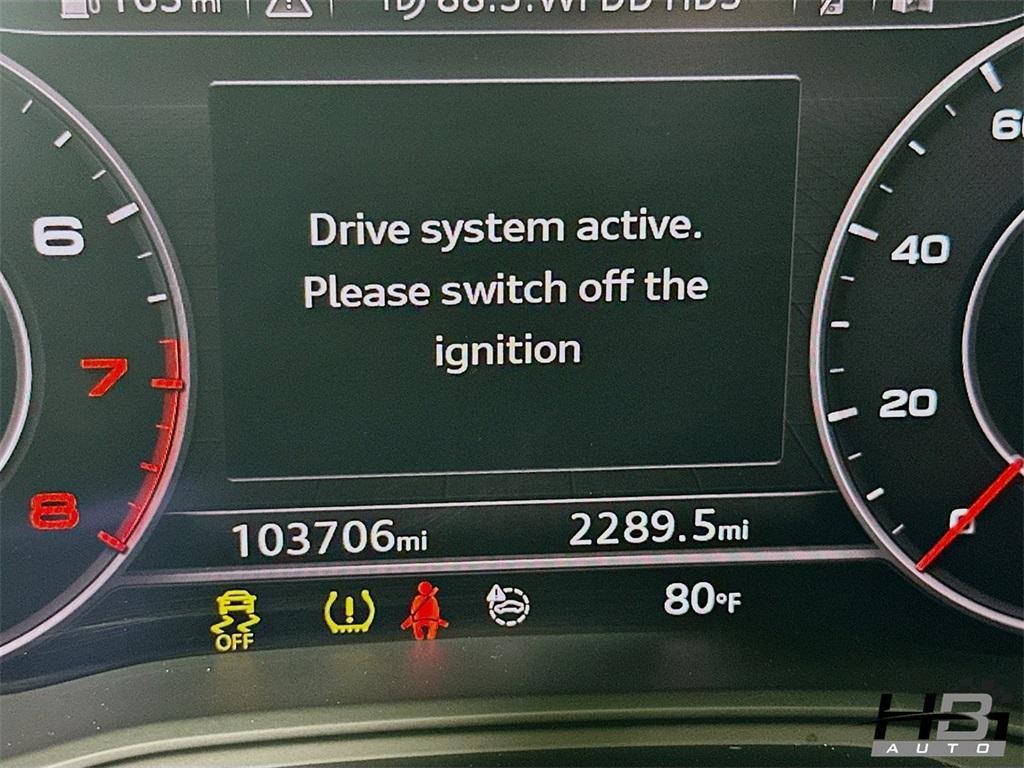 Drive system active.
Please switch off the
ignition
6
7
8
60
40
20
0
103706mi
2289.5mi
OFF
80°F
HB1
AUTO